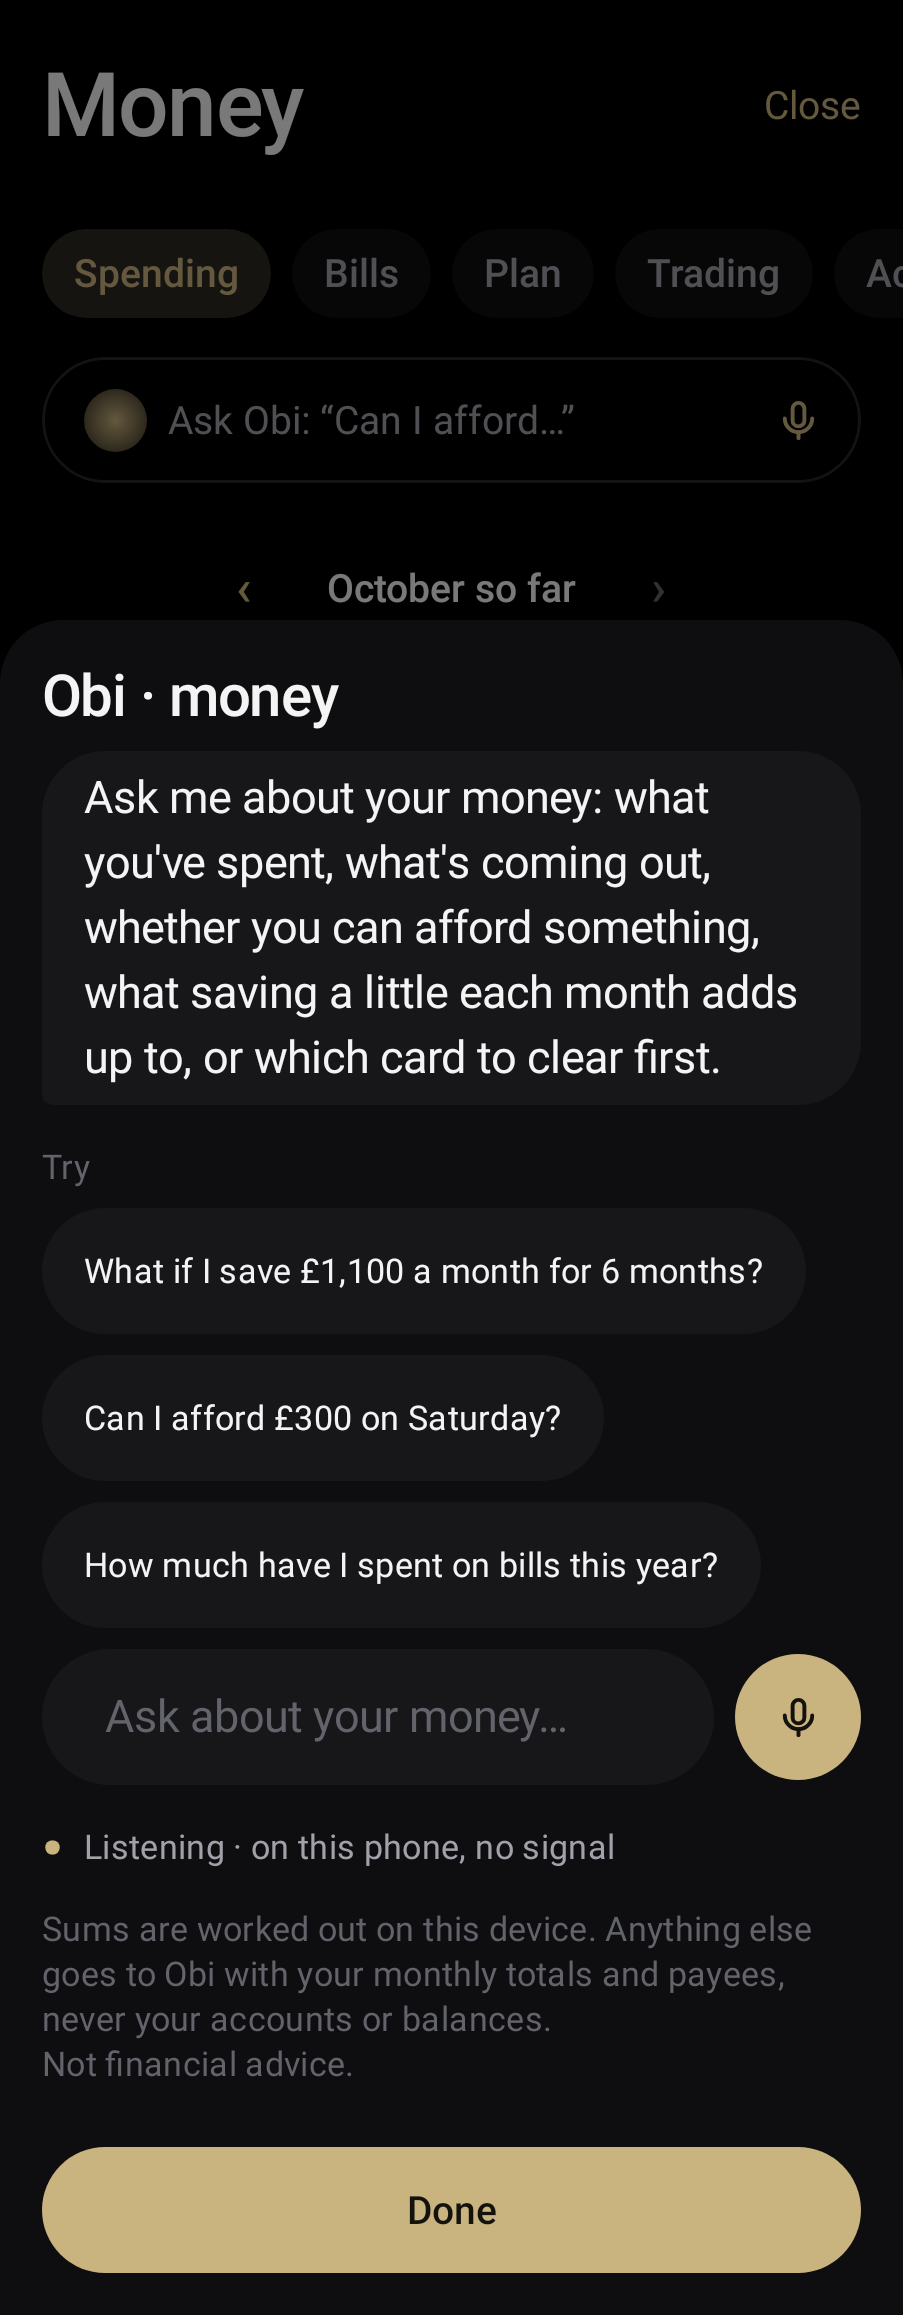 Money
Close
Spending
Bills
Plan
Trading
Ask Obi: “Can I afford…”
‹ October so far ›
Obi · money
Ask me about your money: what
you've spent, what's coming out,
whether you can afford something,
what saving a little each month adds
up to, or which card to clear first.
Try
What if I save £1,100 a month for 6 months?
Can I afford £300 on Saturday?
How much have I spent on bills this year?
Ask about your money…
Listening · on this phone, no signal
Sums are worked out on this device. Anything else
goes to Obi with your monthly totals and payees,
never your accounts or balances.
Not financial advice.
Done